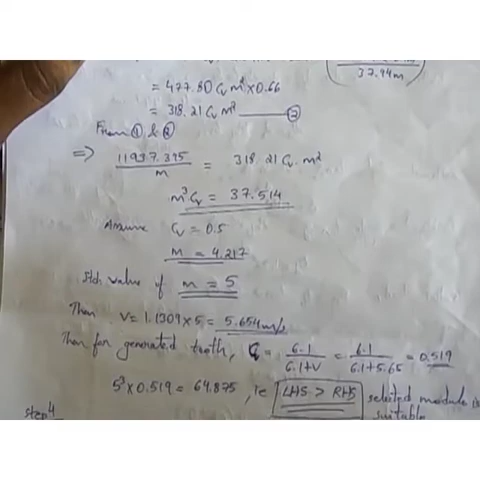 37.94m
= 477.80 Cv m² × 0.66
= 318.21 Cv m² ——— ②
From ① & ②
⇒ 11937.395 / m = 318.21 Cv. m²
m³ Cv = 37.514
Assume Cv = 0.5
m = 4.217
Std value of m = 5
Then v = 1.1309 × 5 = 5.654 m/s
Then for generated teeth, Cv = 6.1 / 6.1+V = 6.1 / 6.1+5.65 = 0.519
5³ × 0.519 = 64.875, ie LHS > RHS selected module is
suitable
step 4